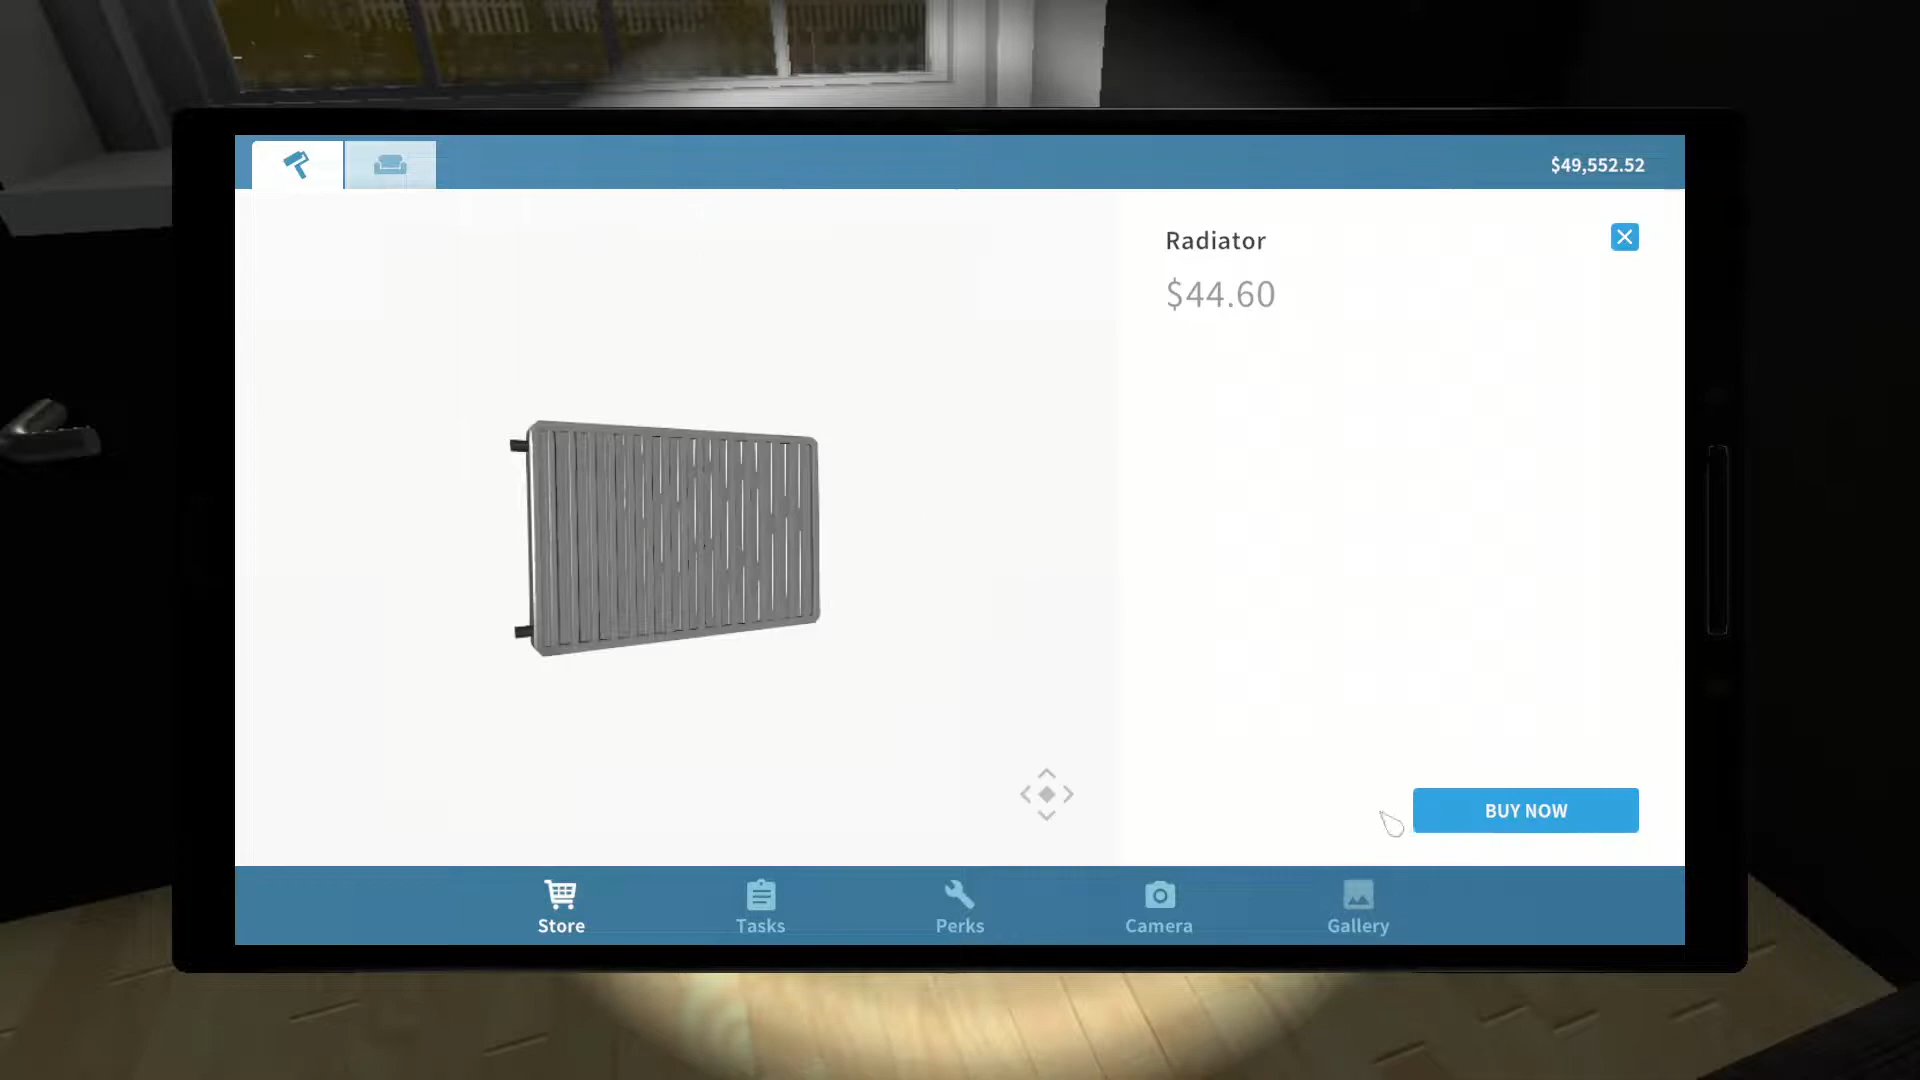 $49,552.52
Radiator
$44.60
BUY NOW
Store
Tasks
Perks
Camera
Gallery